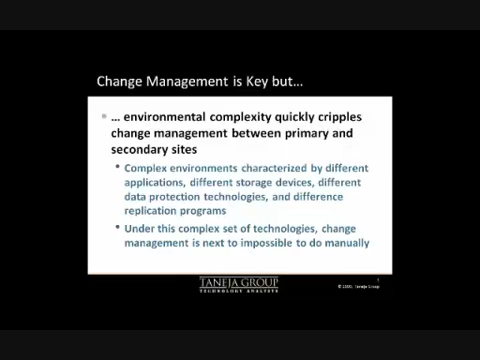 Change Management is Key but...
... environmental complexity quickly cripples
change management between primary and
secondary sites
Complex environments characterized by different
applications, different storage devices, different
data protection technologies, and difference
replication programs
Under this complex set of technologies, change
management is next to impossible to do manually
TANEJA GROUP
TECHNOLOGY ANALYSTS
Taneja Group